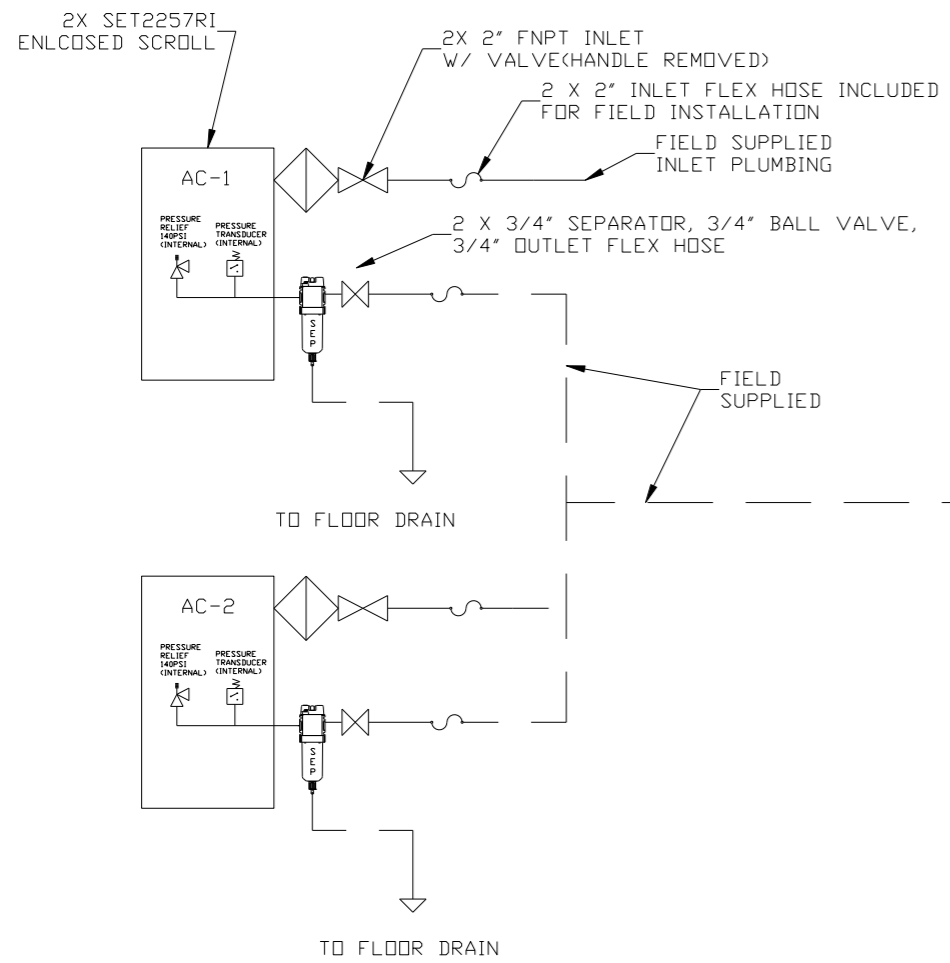 2X SET2257RI
ENLCOSED SCROLL
2X 2" FNPT INLET
W/ VALVE(HANDLE REMOVED)
2 X 2" INLET FLEX HOSE INCLUDED
FOR FIELD INSTALLATION
FIELD SUPPLIED
INLET PLUMBING
AC-1
PRESSURE
RELIEF
140PSI
(INTERNAL)
PRESSURE
TRANSDUCER
(INTERNAL)
2 X 3/4" SEPARATOR, 3/4" BALL VALVE,
3/4" OUTLET FLEX HOSE
SEP
FIELD
SUPPLIED
TO FLOOR DRAIN
AC-2
PRESSURE
RELIEF
140PSI
(INTERNAL)
PRESSURE
TRANSDUCER
(INTERNAL)
SEP
TO FLOOR DRAIN